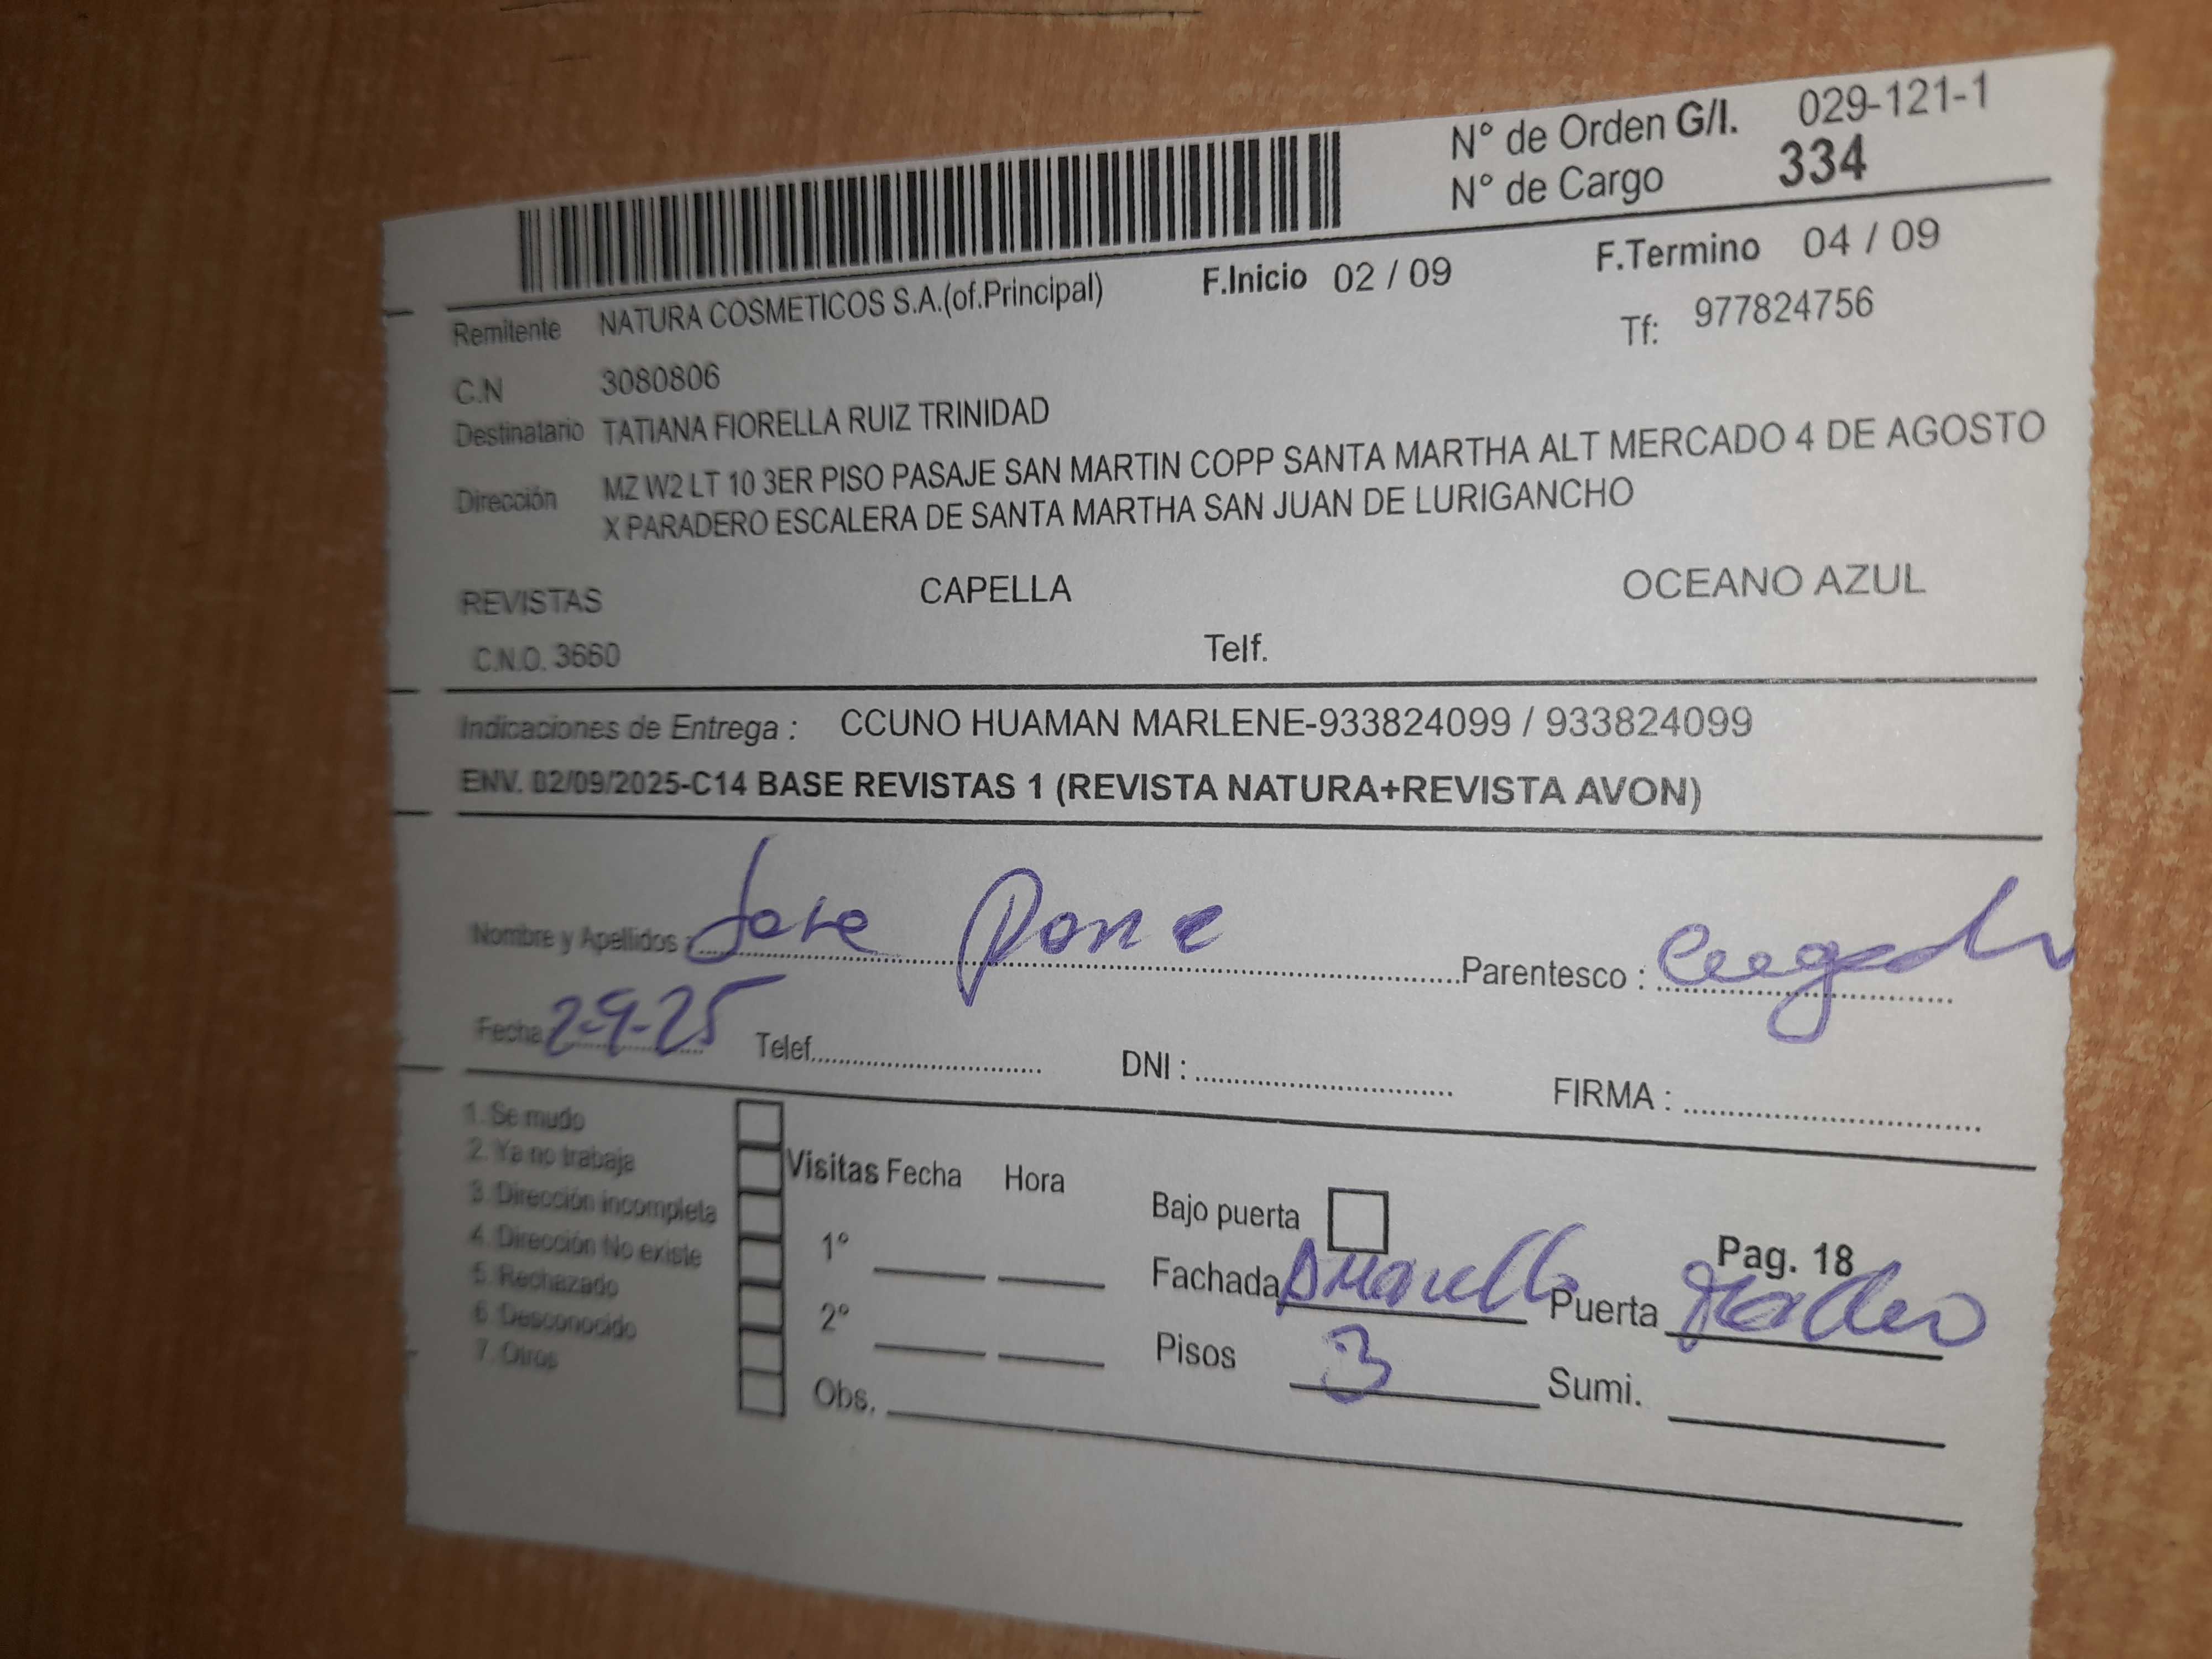 N° de Orden G/I. 029-121-1
N° de Cargo 334
Remitente NATURA COSMETICOS S.A.(of.Principal) F.Inicio 02 / 09 F.Termino 04 / 09
Tf: 977824756
C.N 3080806
Destinatario TATIANA FIORELLA RUIZ TRINIDAD
Dirección MZ W2 LT 10 3ER PISO PASAJE SAN MARTIN COPP SANTA MARTHA ALT MERCADO 4 DE AGOSTO
X PARADERO ESCALERA DE SANTA MARTHA SAN JUAN DE LURIGANCHO
REVISTAS CAPELLA OCEANO AZUL
C.N.O. 3660 Telf.
Indicaciones de Entrega : CCUNO HUAMAN MARLENE-933824099 / 933824099
ENV. 02/09/2025-C14 BASE REVISTAS 1 (REVISTA NATURA+REVISTA AVON)
Nombre y Apellidos : Jose Parentesco :
Fecha 2-9-25 Telef. DNI : FIRMA :
1. Se mudo
2. Ya no trabaja
3. Dirección incompleta
4. Dirección No existe
5. Rechazado
6. Desconocido
7. Otros
Visitas Fecha Hora
1°
2°
Obs.
Bajo puerta
Pag. 18
Fachada Amarillo Puerta
Pisos 3 Sumi.